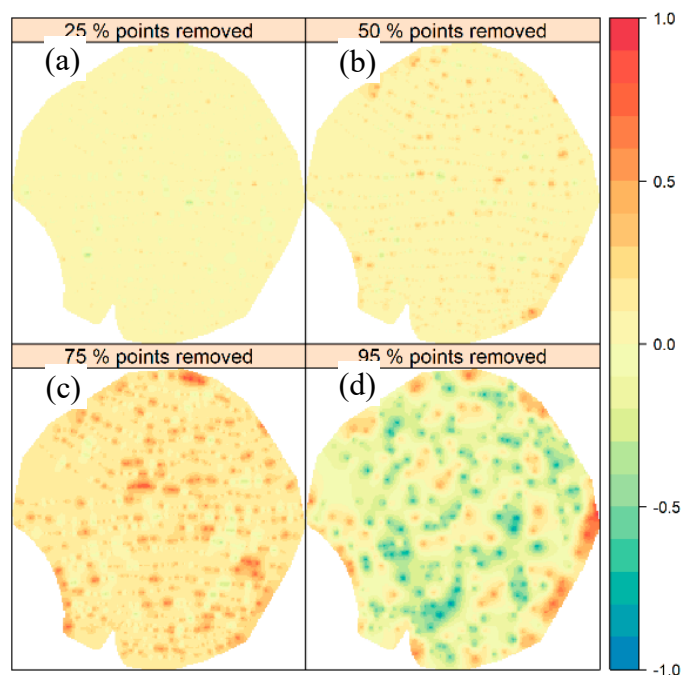 25 % points removed
50 % points removed
(a)
(b)
75 % points removed
95 % points removed
(c)
(d)
1.0
0.5
0.0
-0.5
-1.0